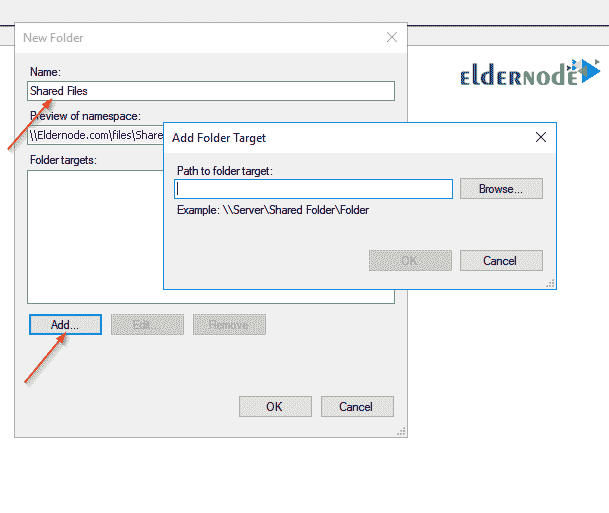 New Folder
Name:
Shared Files
Preview of namespace:
\\Eldernode.com\files\Share
Folder targets:
Add...
Edit...
Remove
OK
Cancel
Add Folder Target
Path to folder target:
Browse...
Example: \\Server\Shared Folder\Folder
OK
Cancel
eldernode